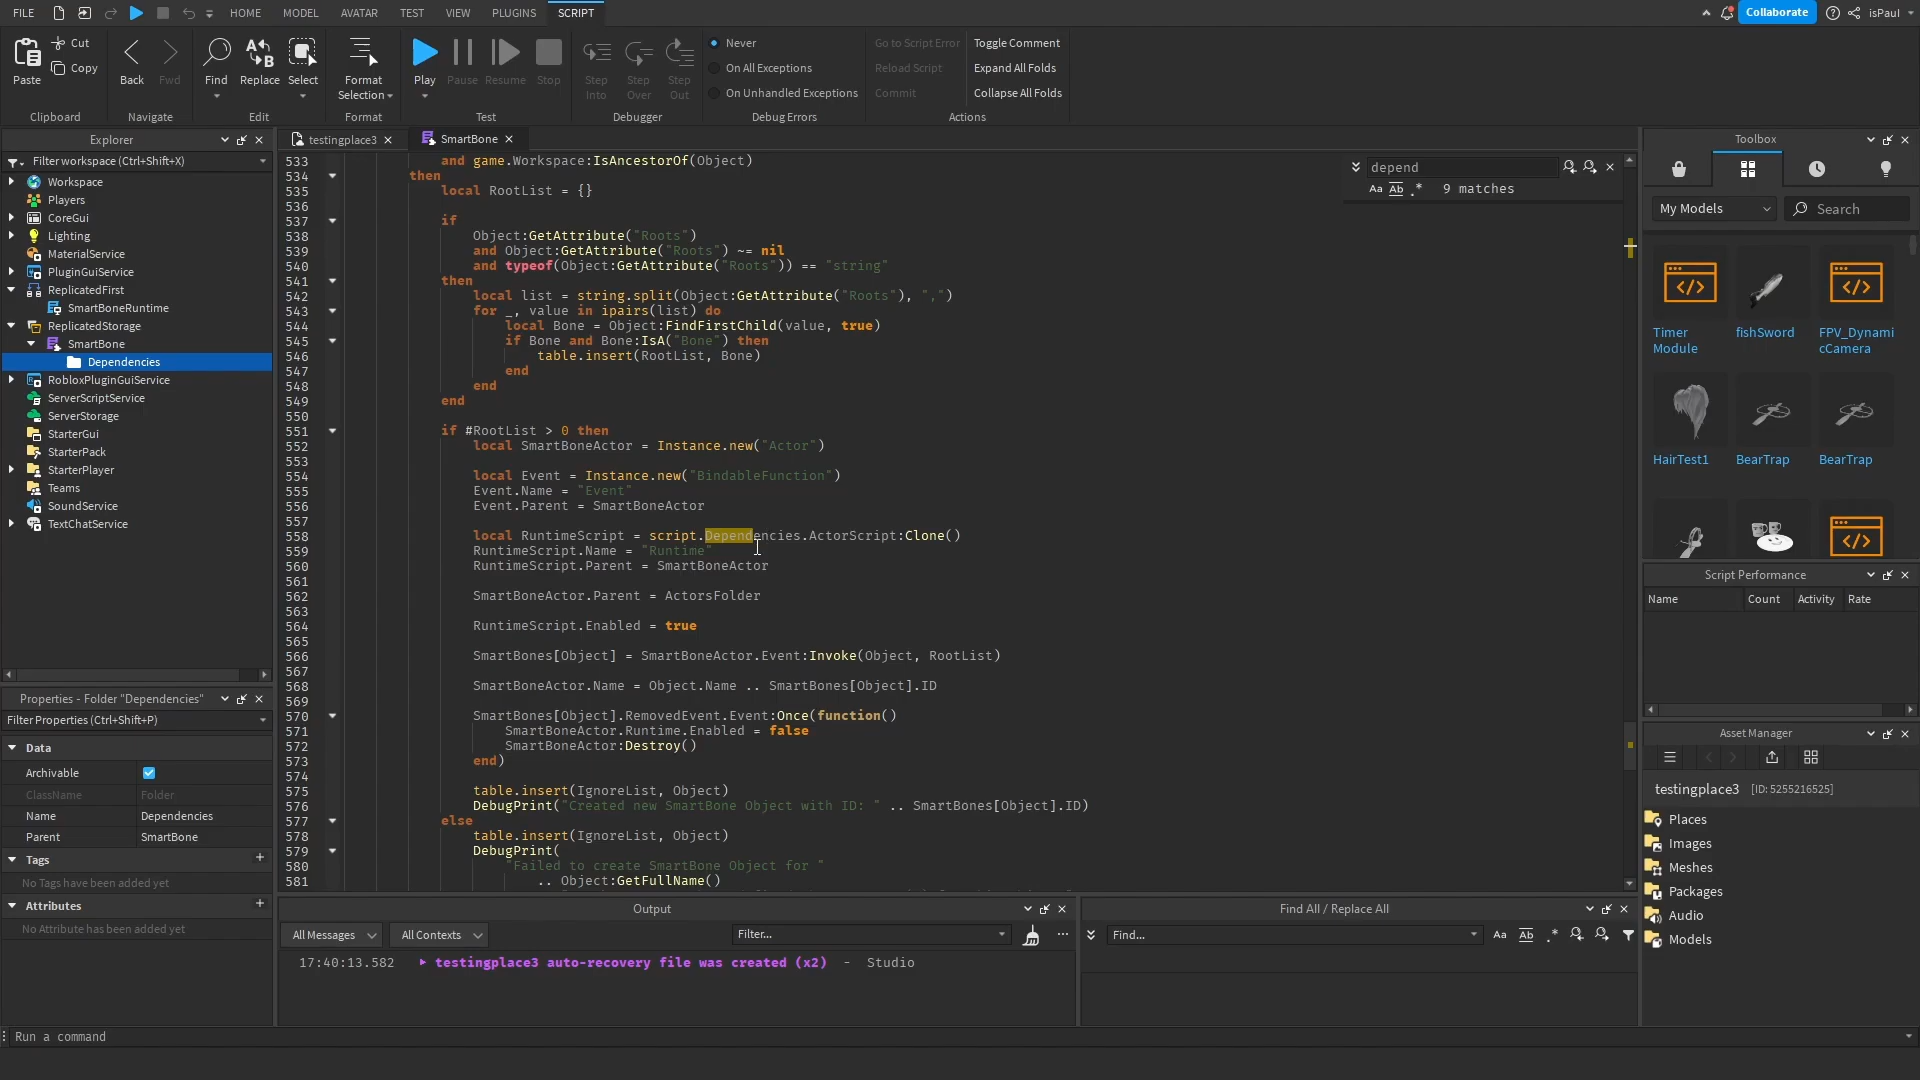 FILE HOME MODEL AVATAR TEST VIEW PLUGINS SCRIPT Collaborate isPaul
Paste Cut Copy Back Fwd Find Replace Select Format Selection Play Pause Resume Stop Step Into Step Over Step Out
Never
On All Exceptions
On Unhandled Exceptions
Go to Script Error Toggle Comment
Reload Script Expand All Folds
Commit Collapse All Folds
Clipboard Navigate Edit Format Test Debugger Debug Errors Actions
Explorer
Filter workspace (Ctrl+Shift+X)
Workspace
Players
CoreGui
Lighting
MaterialService
PluginGuiService
ReplicatedFirst
SmartBoneRuntime
ReplicatedStorage
SmartBone
Dependencies
RobloxPluginGuiService
ServerScriptService
ServerStorage
StarterGui
StarterPack
StarterPlayer
Teams
SoundService
TextChatService
Properties - Folder "Dependencies"
Filter Properties (Ctrl+Shift+P)
Data
Archivable
ClassName Folder
Name Dependencies
Parent SmartBone
Tags +
No Tags have been added yet
Attributes +
No Attribute has been added yet
testingplace3 SmartBone
depend
Aa Ab .* 9 matches
533 and game.Workspace:IsAncestorOf(Object)
534 then
535 local RootList = {}
536
537 if
538 Object:GetAttribute("Roots")
539 and Object:GetAttribute("Roots") ~= nil
540 and typeof(Object:GetAttribute("Roots")) == "string"
541 then
542 local list = string.split(Object:GetAttribute("Roots"), ",")
543 for _, value in ipairs(list) do
544 local Bone = Object:FindFirstChild(value, true)
545 if Bone and Bone:IsA("Bone") then
546 table.insert(RootList, Bone)
547 end
548 end
549 end
550
551 if #RootList > 0 then
552 local SmartBoneActor = Instance.new("Actor")
553
554 local Event = Instance.new("BindableFunction")
555 Event.Name = "Event"
556 Event.Parent = SmartBoneActor
557
558 local RuntimeScript = script.Dependencies.ActorScript:Clone()
559 RuntimeScript.Name = "Runtime"
560 RuntimeScript.Parent = SmartBoneActor
561
562 SmartBoneActor.Parent = ActorsFolder
563
564 RuntimeScript.Enabled = true
565
566 SmartBones[Object] = SmartBoneActor.Event:Invoke(Object, RootList)
567
568 SmartBoneActor.Name = Object.Name .. SmartBones[Object].ID
569
570 SmartBones[Object].RemovedEvent.Event:Once(function()
571 SmartBoneActor.Runtime.Enabled = false
572 SmartBoneActor:Destroy()
573 end)
574
575 table.insert(IgnoreList, Object)
576 DebugPrint("Created new SmartBone Object with ID: " .. SmartBones[Object].ID)
577 else
578 table.insert(IgnoreList, Object)
579 DebugPrint(
580 "Failed to create SmartBone Object for "
581 .. Object:GetFullName()
Output
All Messages All Contexts Filter...
17:40:13.582 testingplace3 auto-recovery file was created (x2) - Studio
Find All / Replace All
Find... Aa Ab .*
Toolbox
My Models Search
Timer Module
fishSword
FPV_DynamicCamera
HairTest1 BearTrap BearTrap
Script Performance
Name Count Activity Rate
Asset Manager
testingplace3 [ID: 5255216525]
Places
Images
Meshes
Packages
Audio
Models
Run a command